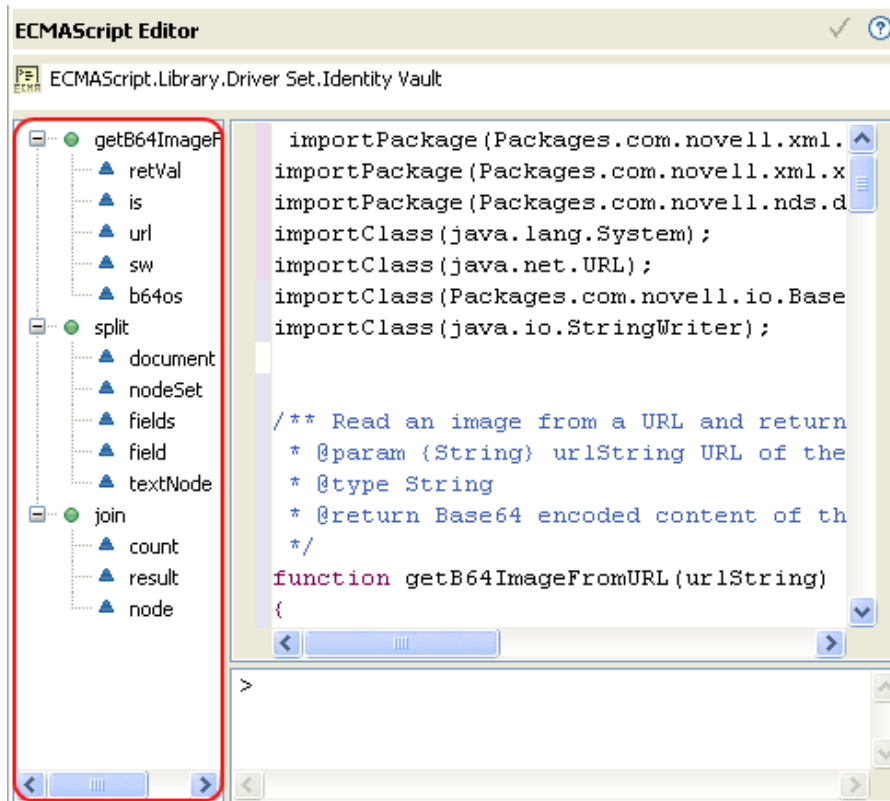 ECMAScript Editor
ECMA
ECMAScript.Library.Driver Set.Identity Vault
getB64ImageF
retVal
is
url
sw
b64os
split
document
nodeSet
fields
field
textNode
join
count
result
node
importPackage(Packages.com.novell.xml.
importPackage(Packages.com.novell.xml.x
importPackage(Packages.com.novell.nds.d
importClass(java.lang.System);
importClass(java.net.URL);
importClass(Packages.com.novell.io.Base
importClass(java.io.StringWriter);
/** Read an image from a URL and return
* @param {String} urlString URL of the
* @type String
* @return Base64 encoded content of th
*/
function getB64ImageFromURL(urlString)
{
>